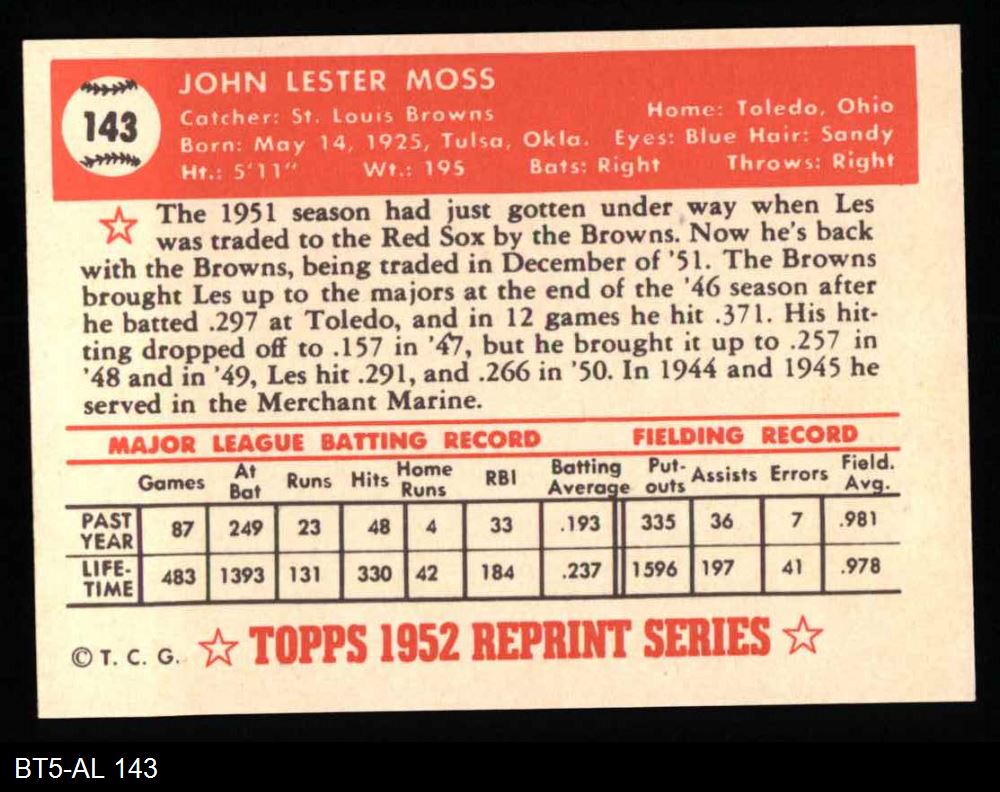 143
JOHN LESTER MOSS
Catcher: St. Louis Browns Home: Toledo, Ohio
Born: May 14, 1925, Tulsa, Okla. Eyes: Blue Hair: Sandy
Ht.: 5'11" Wt.: 195 Bats: Right Throws: Right
The 1951 season had just gotten under way when Les
was traded to the Red Sox by the Browns. Now he's back
with the Browns, being traded in December of '51. The Browns
brought Les up to the majors at the end of the '46 season after
he batted .297 at Toledo, and in 12 games he hit .371. His hit-
ting dropped off to .157 in '47, but he brought it up to .257 in
'48 and in '49, Les hit .291, and .266 in '50. In 1944 and 1945 he
served in the Merchant Marine.
MAJOR LEAGUE BATTING RECORD FIELDING RECORD
Games At Bat Runs Hits Home Runs RBI Batting Average Put-outs Assists Errors Field. Avg.
PAST YEAR 87 249 23 48 4 33 .193 335 36 7 .981
LIFE-TIME 483 1393 131 330 42 184 .237 1596 197 41 .978
© T. C. G. TOPPS 1952 REPRINT SERIES
BT5-AL 143